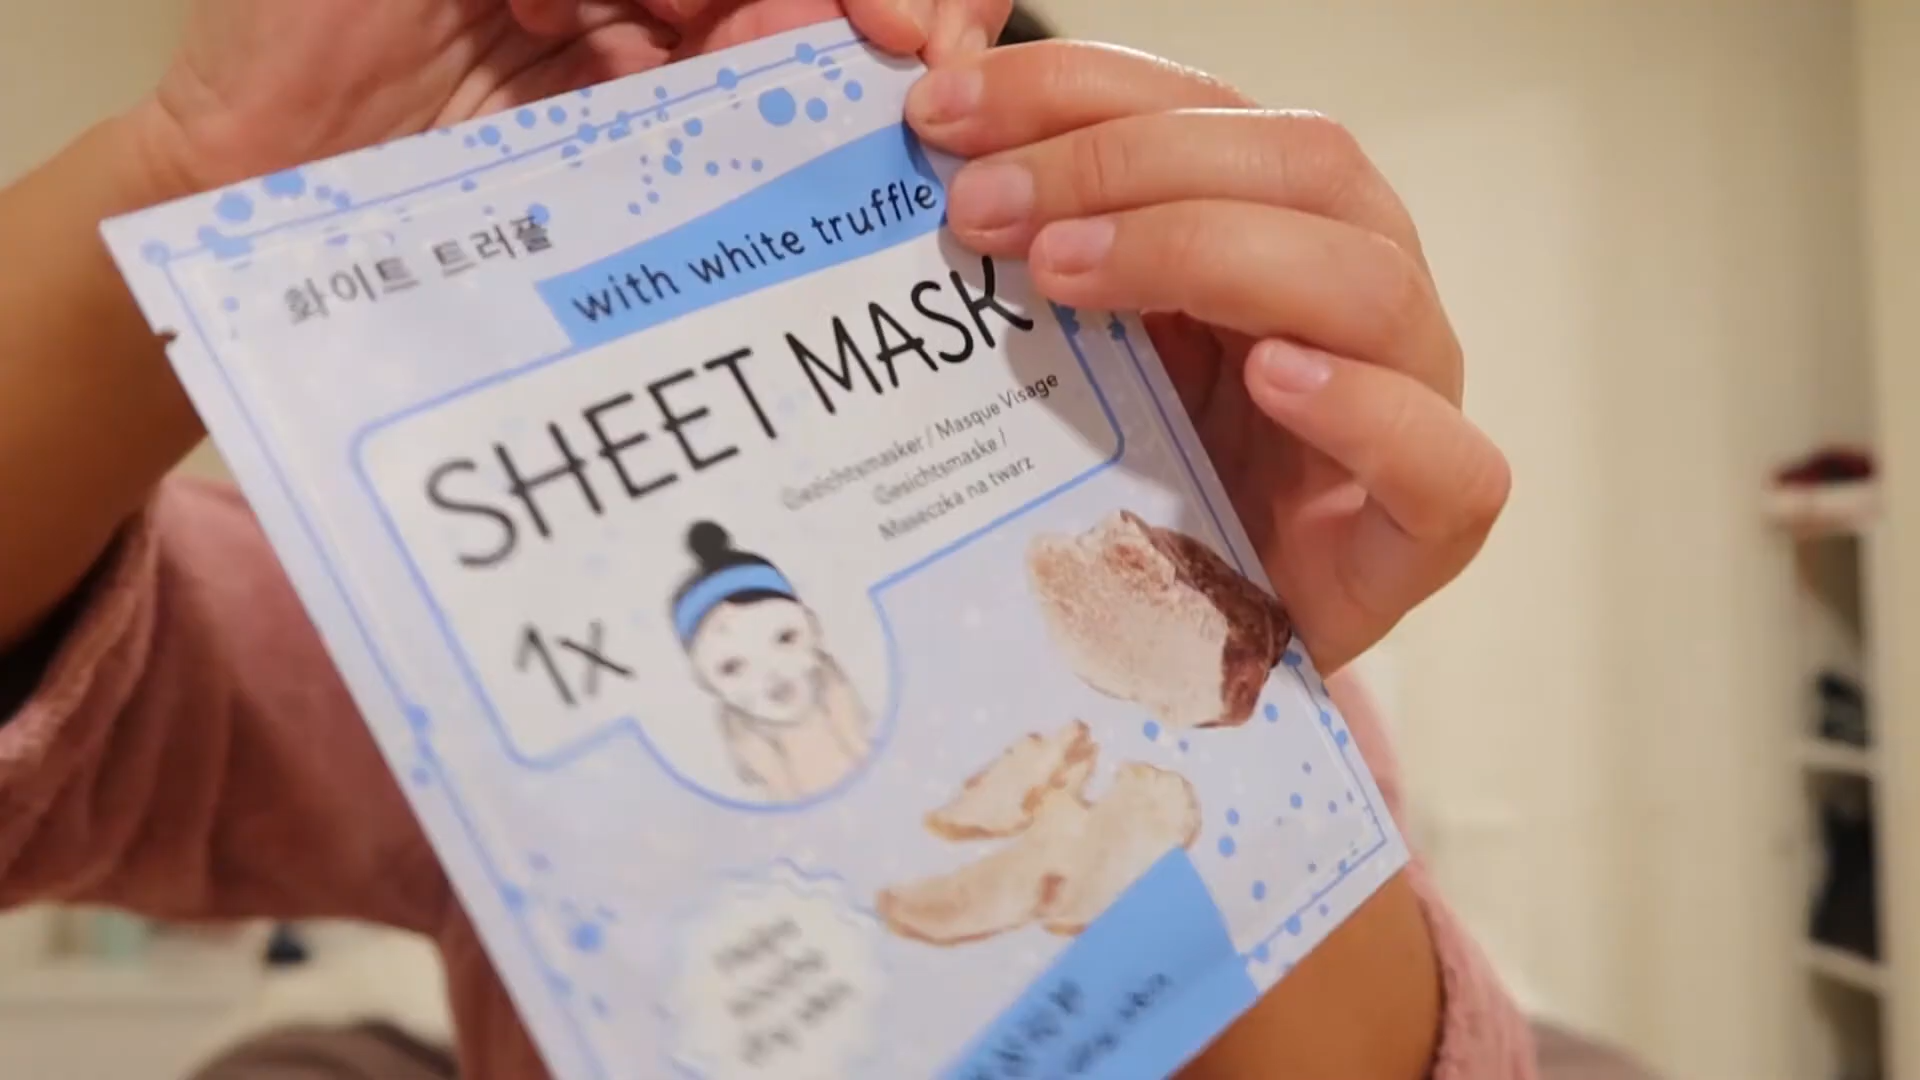 화이트 트러플
with white truffle
SHEET MASK
Gezichtsmasker / Masque Visage
Gesichtsmaske /
Maseczka na twarz
1x